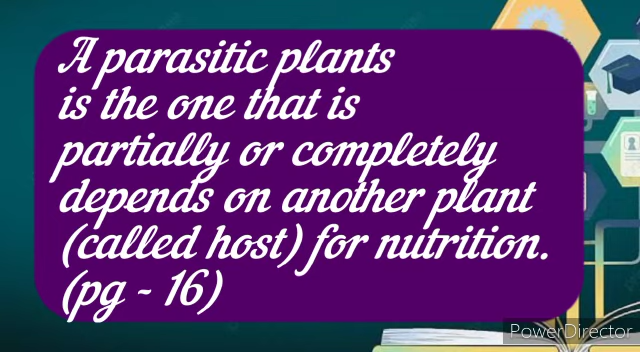 A parasitic plants
is the one that is
partially or completely
depends on another plant
(called host) for nutrition.
(pg - 16)
PowerDirector